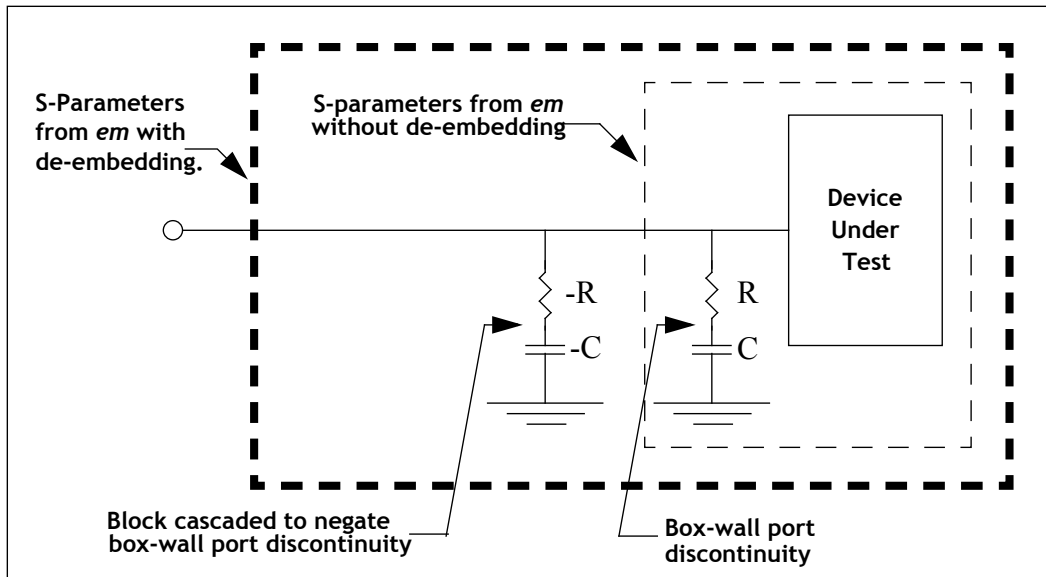 S-Parameters
from em with
de-embedding.
S-parameters from em
without de-embedding
Device
Under
Test
-R
-C
R
C
Block cascaded to negate
box-wall port discontinuity
Box-wall port
discontinuity